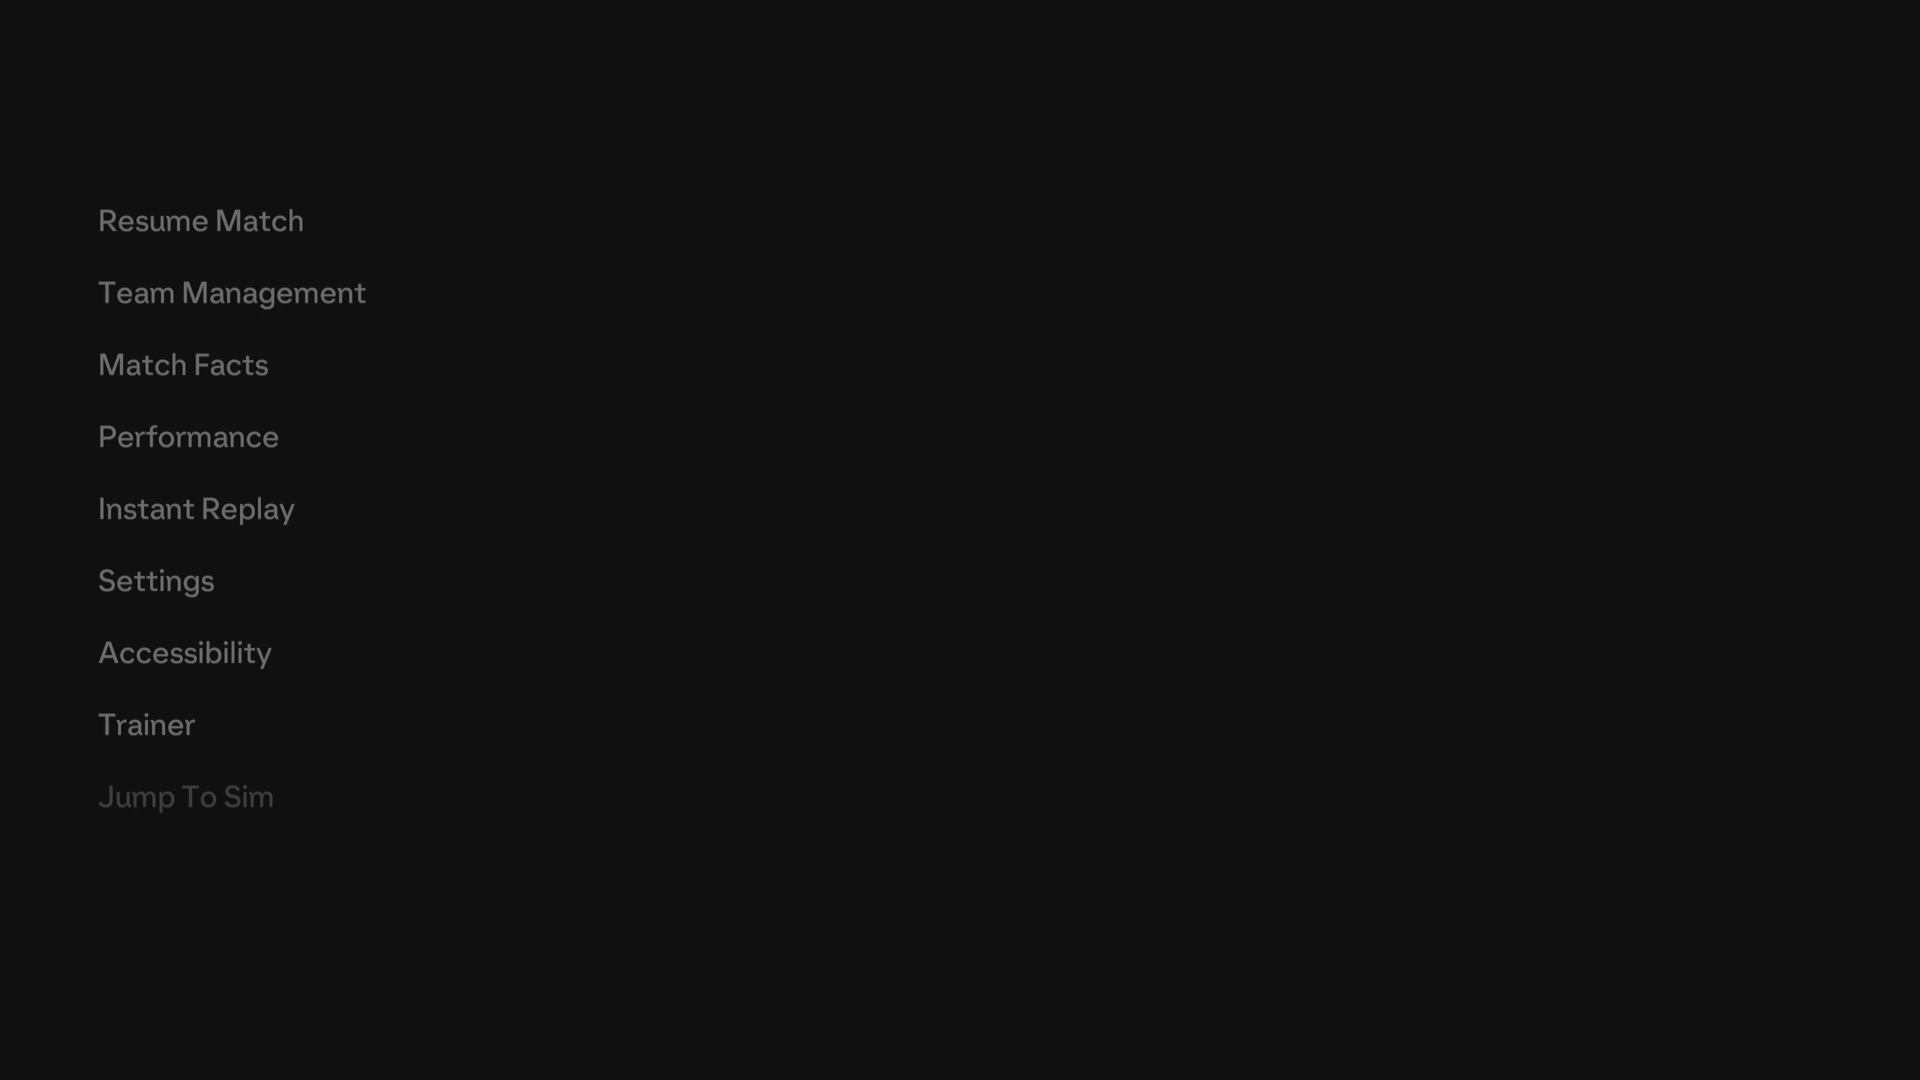 Resume Match
Team Management
Match Facts
Performance
Instant Replay
Settings
Accessibility
Trainer
Jump To Sim